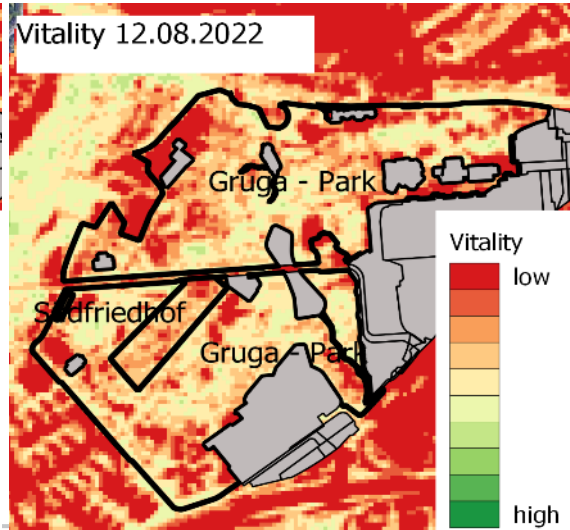 Vitality 12.08.2022
Gruga - Park
Südfriedhof
Gruga - Park
Vitality
low
high